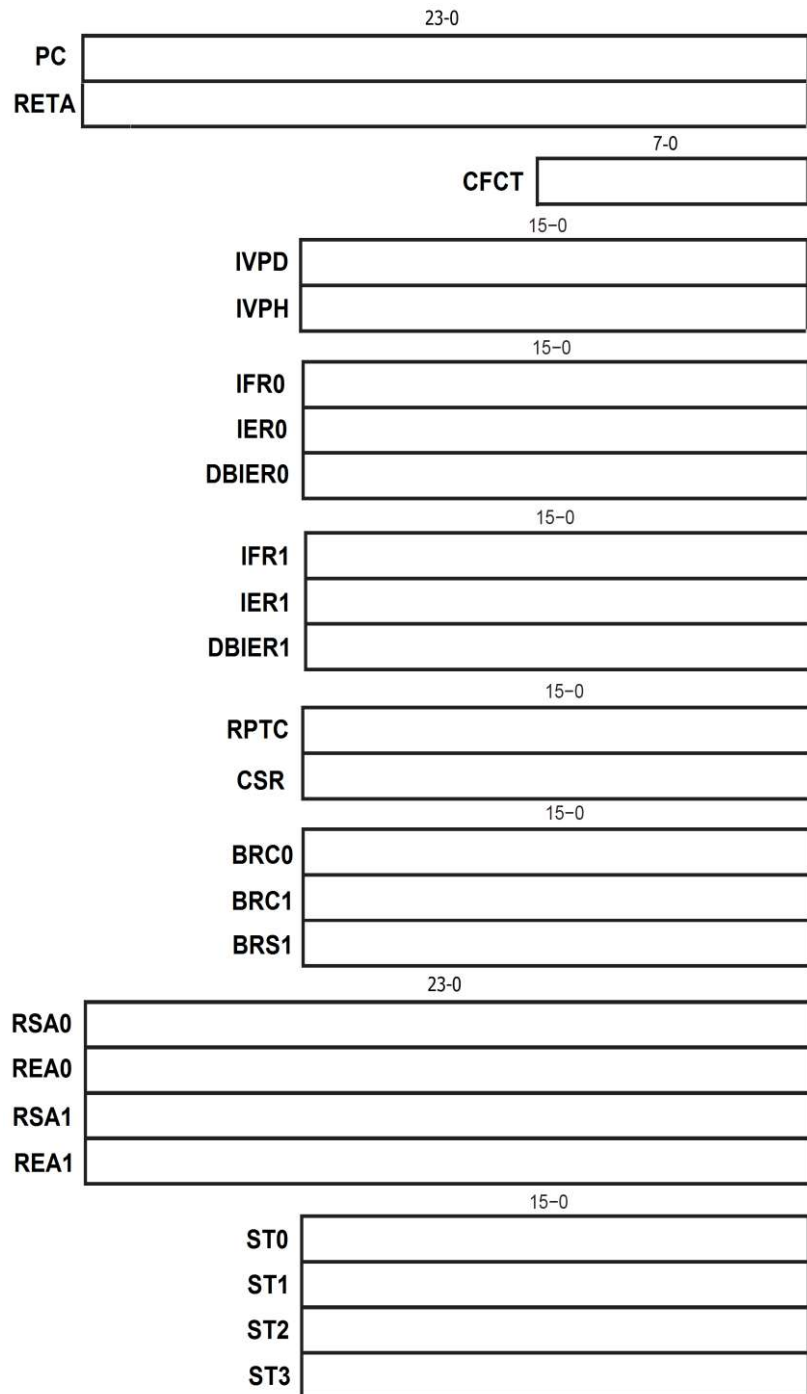 23-0
PC
RETA
7-0
CFCT
15−0
IVPD
IVPH
15−0
IFR0
IER0
DBIER0
15−0
IFR1
IER1
DBIER1
15−0
RPTC
CSR
15−0
BRC0
BRC1
BRS1
23-0
RSA0
REA0
RSA1
REA1
15−0
ST0
ST1
ST2
ST3